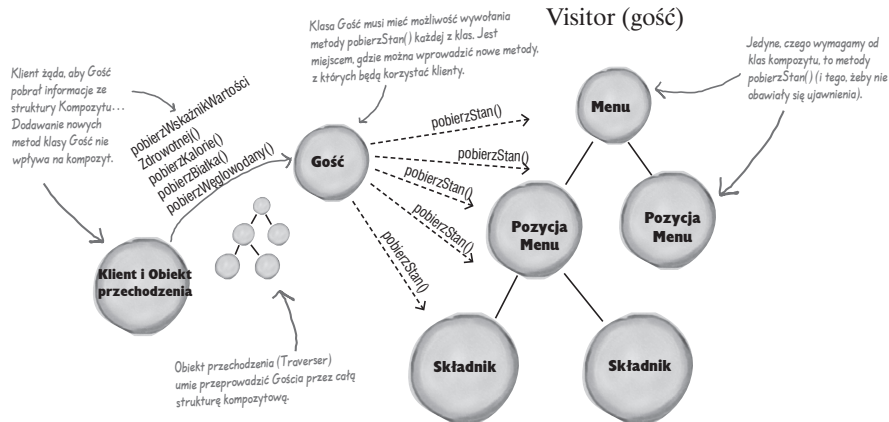 Visitor (gość)
Klient żąda, aby Gość
pobrał informacje ze
struktury Kompozytu...
Dodawanie nowych
metod klasy Gość nie
wpływa na kompozyt.
pobierzWskaźnikWartości
Zdrowotnej()
pobierzKalorie()
pobierzBiałka()
pobierzWęglowodany()
Klasa Gość musi mieć możliwość wywołania
metody pobierzStan() każdej z klas. Jest
miejscem, gdzie można wprowadzić nowe metody,
z których będą korzystać klienty.
Jedyne, czego wymagamy od
klas kompozytu, to metody
pobierzStan() (i tego, żeby nie
obawiały się ujawnienia).
Gość
pobierzStan()
pobierzStan()
pobierzStan()
pobierzStan()
pobierzStan()
Menu
Pozycja
Menu
Pozycja
Menu
Klient i Obiekt
przechodzenia
Składnik
Składnik
Obiekt przechodzenia (Traverser)
umie przeprowadzić Gościa przez całą
strukturę kompozytową.